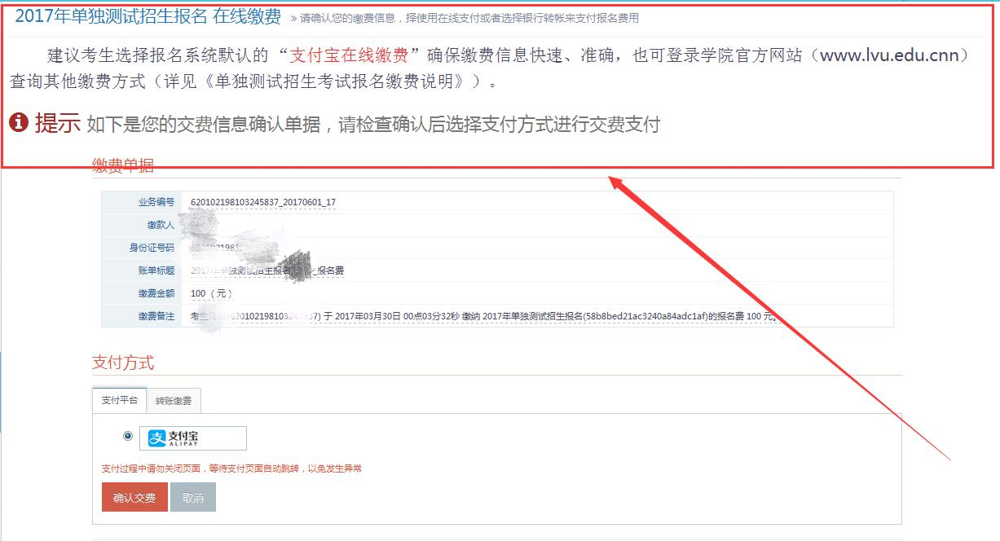 2017年单独测试招生报名 在线缴费 » 请确认您的缴费信息，择使用在线支付或者选择银行转帐来支付报名费用
建议考生选择报名系统默认的“支付宝在线缴费”确保缴费信息快速、准确，也可登录学院官方网站（www.lvu.edu.cnn）
查询其他缴费方式（详见《单独测试招生考试报名缴费说明》）。
提示 如下是您的交费信息确认单据，请检查确认后选择支付方式进行交费支付
缴费单据
业务编号 620102198103245837_20170601_17
缴款人
身份证号码
账单标题 2017年单独测试招生报名 _报名费
缴费金额 100（元）
缴费备注 考生 (620102198103245837) 于 2017年03月30日 00点03分32秒 缴纳 2017年单独测试招生报名(58b8bed21ac3240a84adc1af)的报名费 100 元。
支付方式
支付平台 转账缴费
支 支付宝
ALIPAY
支付过程中请勿关闭页面，等待支付页面自动跳转，以免发生异常
确认交费 取消